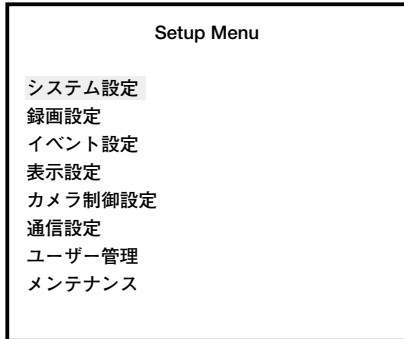 Setup Menu
システム設定
録画設定
イベント設定
表示設定
カメラ制御設定
通信設定
ユーザー管理
メンテナンス